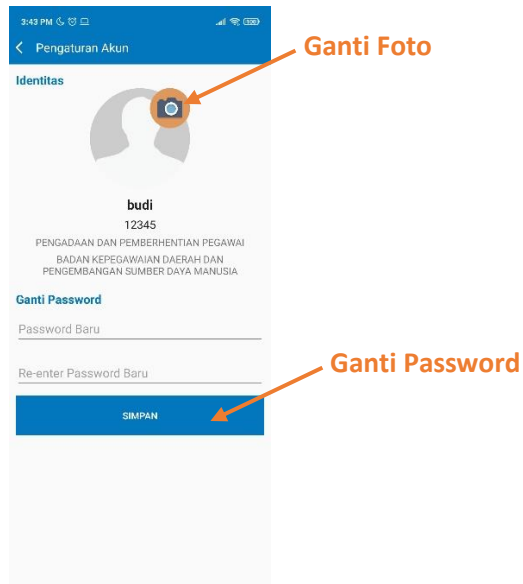 3:43 PM
100
Pengaturan Akun
Ganti Foto
Identitas
budi
12345
PENGADAAN DAN PEMBERHENTIAN PEGAWAI
BADAN KEPEGAWAIAN DAERAH DAN
PENGEMBANGAN SUMBER DAYA MANUSIA
Ganti Password
Password Baru
Re-enter Password Baru
Ganti Password
SIMPAN